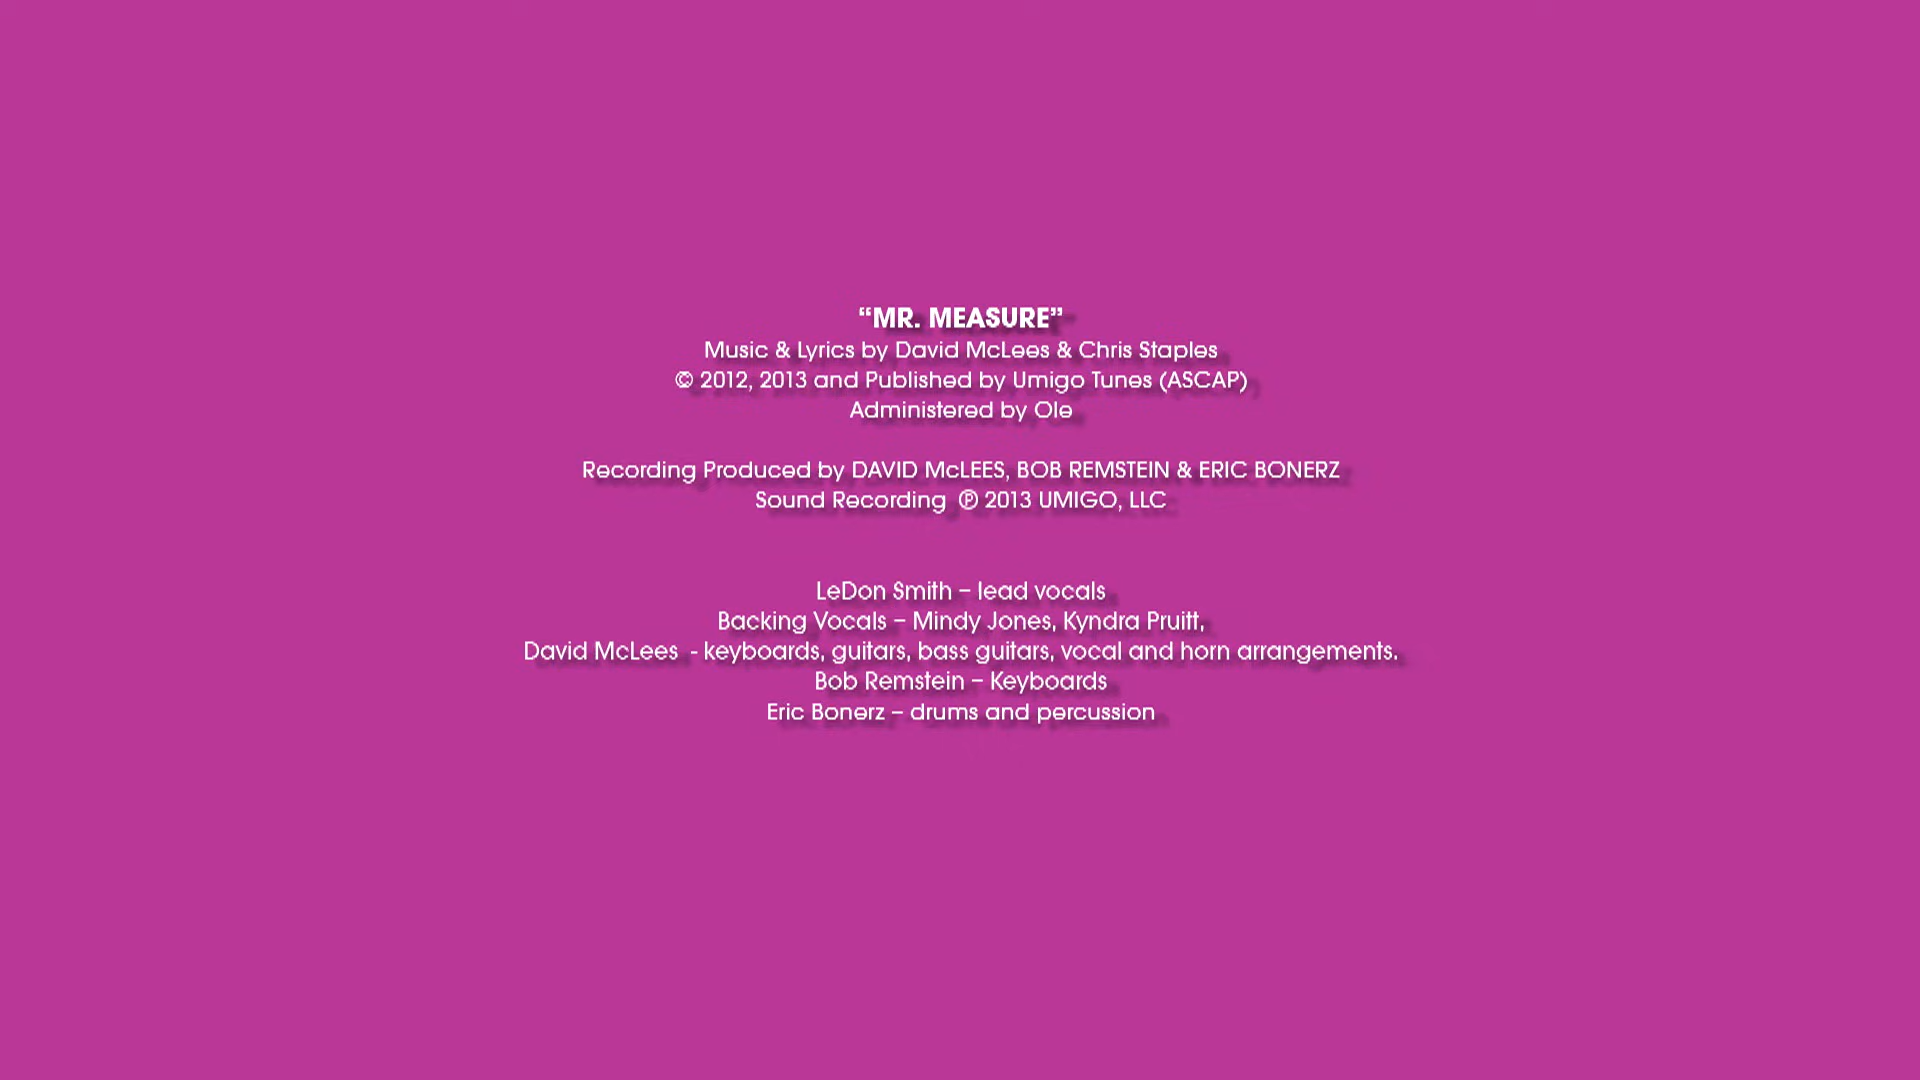 “MR. MEASURE”
Music & Lyrics by David McLees & Chris Staples
© 2012, 2013 and Published by Umigo Tunes (ASCAP)
Administered by Ole
Recording Produced by DAVID McLEES, BOB REMSTEIN & ERIC BONERZ
Sound Recording ℗ 2013 UMIGO, LLC
LeDon Smith – lead vocals
Backing Vocals – Mindy Jones, Kyndra Pruitt,
David McLees - keyboards, guitars, bass guitars, vocal and horn arrangements.
Bob Remstein – Keyboards
Eric Bonerz – drums and percussion